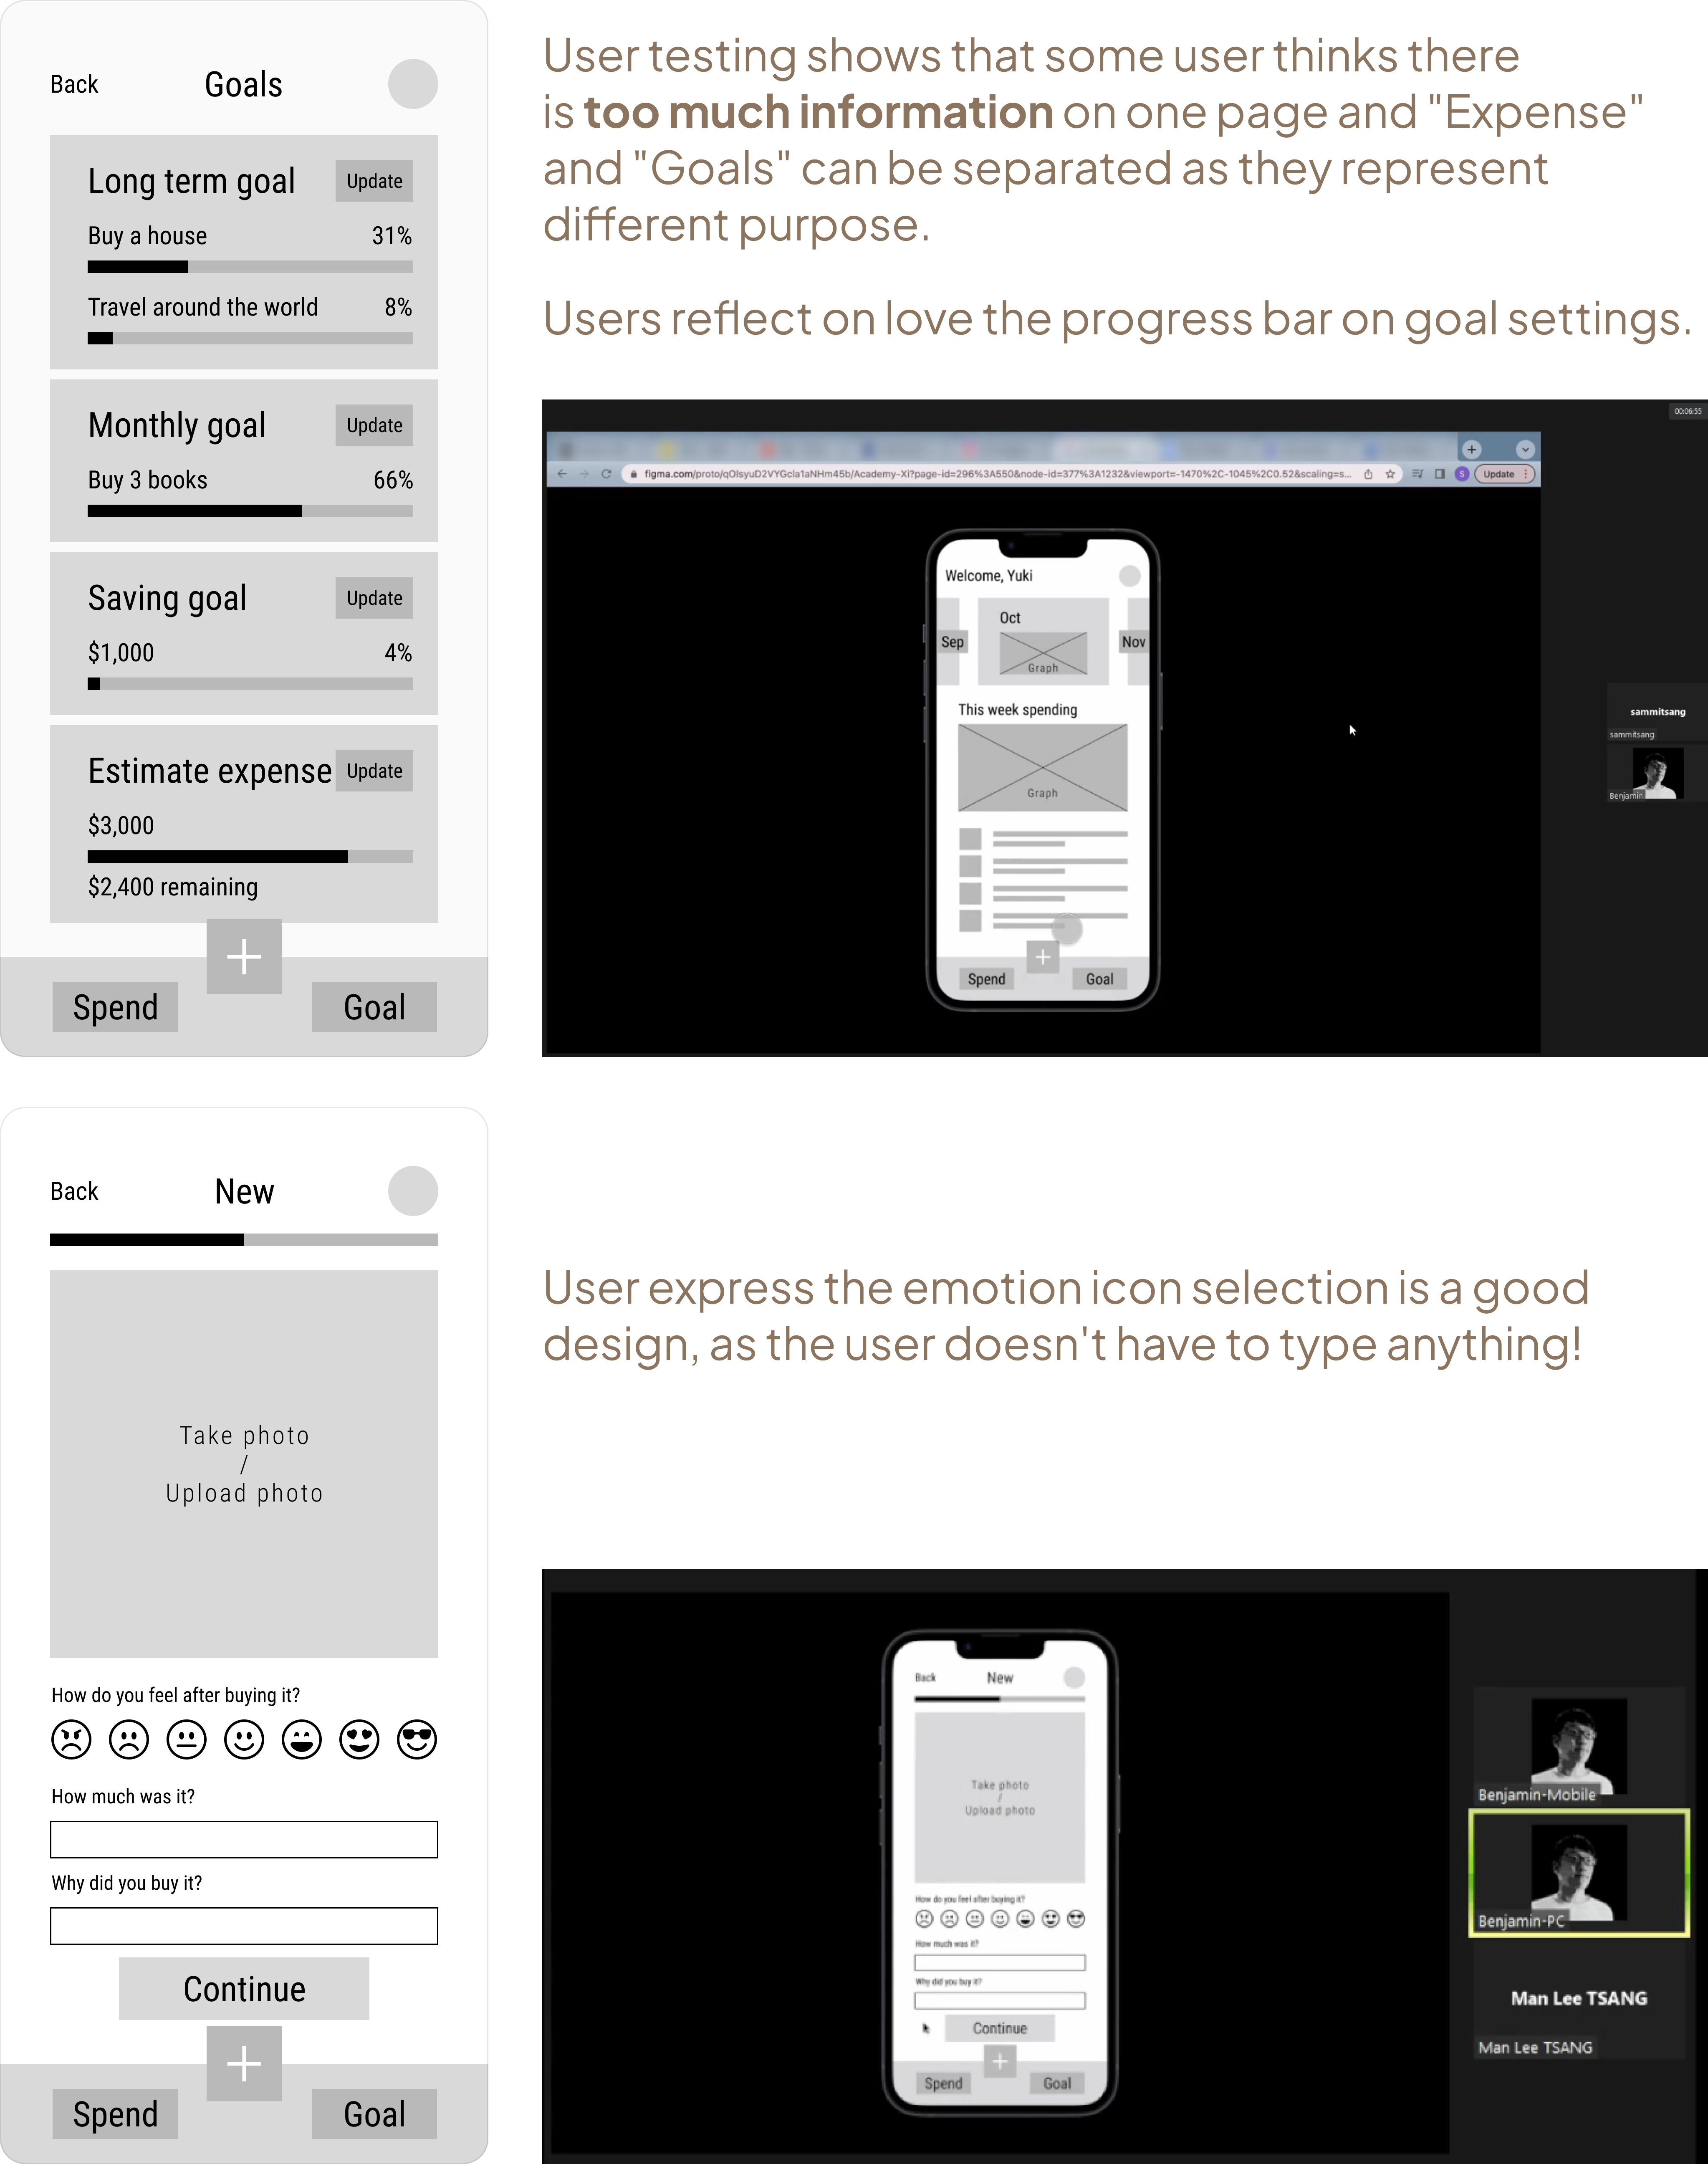 Back
Goals
Long term goal
Update
Buy a house
31%
Travel around the world
8%
Monthly goal
Update
Buy 3 books
66%
Saving goal
Update
$1,000
4%
Estimate expense
Update
$3,000
$2,400 remaining
+
Spend
Goal
User testing shows that some user thinks there
is too much information on one page and "Expense"
and "Goals" can be separated as they represent
different purpose.
Users reflect on love the progress bar on goal settings.
00:06:55
figma.com/proto/qOlsyuD2VYGcla1aNHm45b/Academy-Xi?page-id=296%3A550&node-id=377%3A1232&viewport=-1470%2C-1045%2C0.52&scaling=s...
S
Update
Welcome, Yuki
Sep
Oct
Graph
Nov
This week spending
Graph
+
Spend
Goal
sammitsang
sammitsang
Benjamin
Back
New
Take photo
/
Upload photo
How do you feel after buying it?
How much was it?
Why did you buy it?
Continue
+
Spend
Goal
User express the emotion icon selection is a good
design, as the user doesn't have to type anything!
Back
New
Take photo
/
Upload photo
How do you feel after buying it?
How much was it?
Why did you buy it?
Continue
+
Spend
Goal
Benjamin-Mobile
Benjamin-PC
Man Lee TSANG
Man Lee TSANG